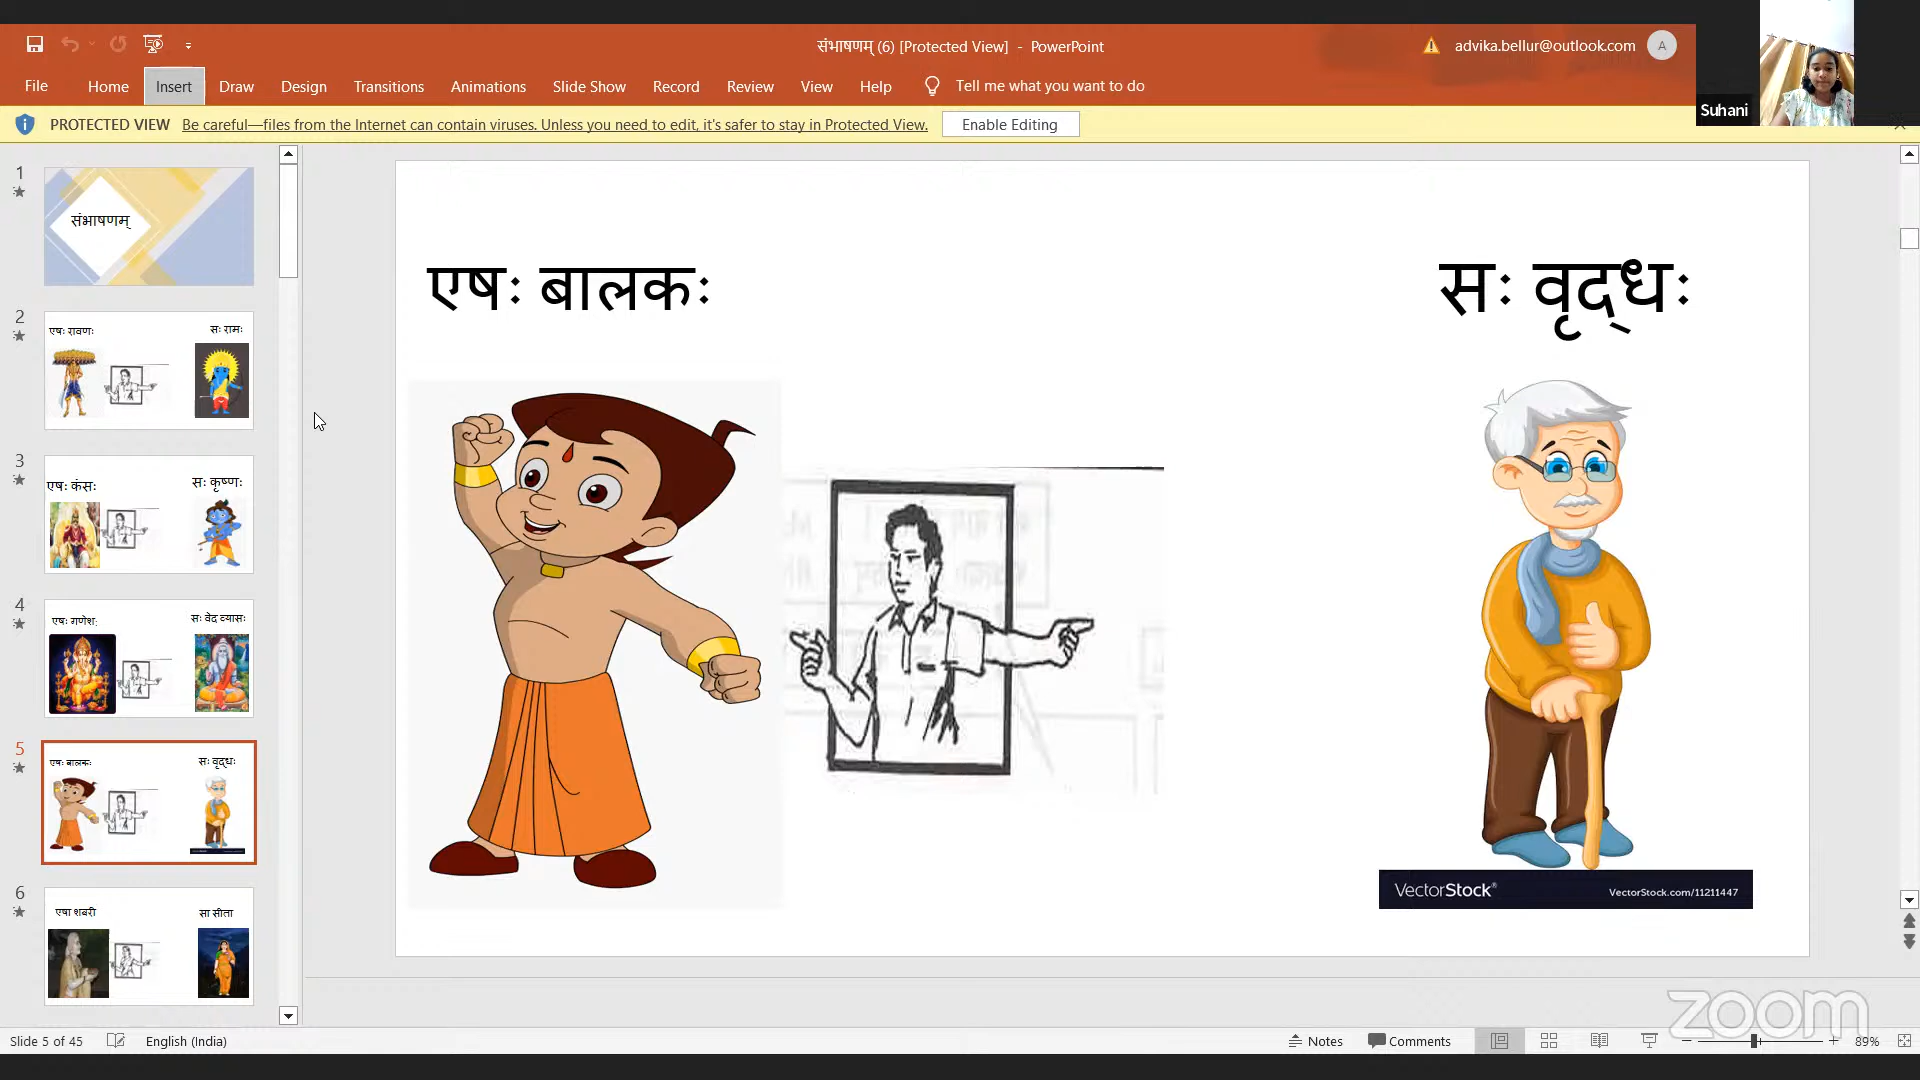 संभाषणम् (6) [Protected View] - PowerPoint
advika.bellur@outlook.com
A
File Home Insert Draw Design Transitions Animations Slide Show Record Review View Help Tell me what you want to do
Suhani
PROTECTED VIEW Be careful—files from the Internet can contain viruses. Unless you need to edit, it's safer to stay in Protected View. Enable Editing
1
संभाषणम्
2
एषः रावणः
सः रामः
3
एषः कंसः
सः कृष्णः
4
एषः गणेशः
सः वेद व्यासः
5
एषः बालकः
सः वृद्‌धः
6
एषा शबरी
सा सीता
एषः बालकः
सः वृद्‌धः
VectorStock®
VectorStock.com/11211447
zoom
Slide 5 of 45 English (India) Notes Comments 89%